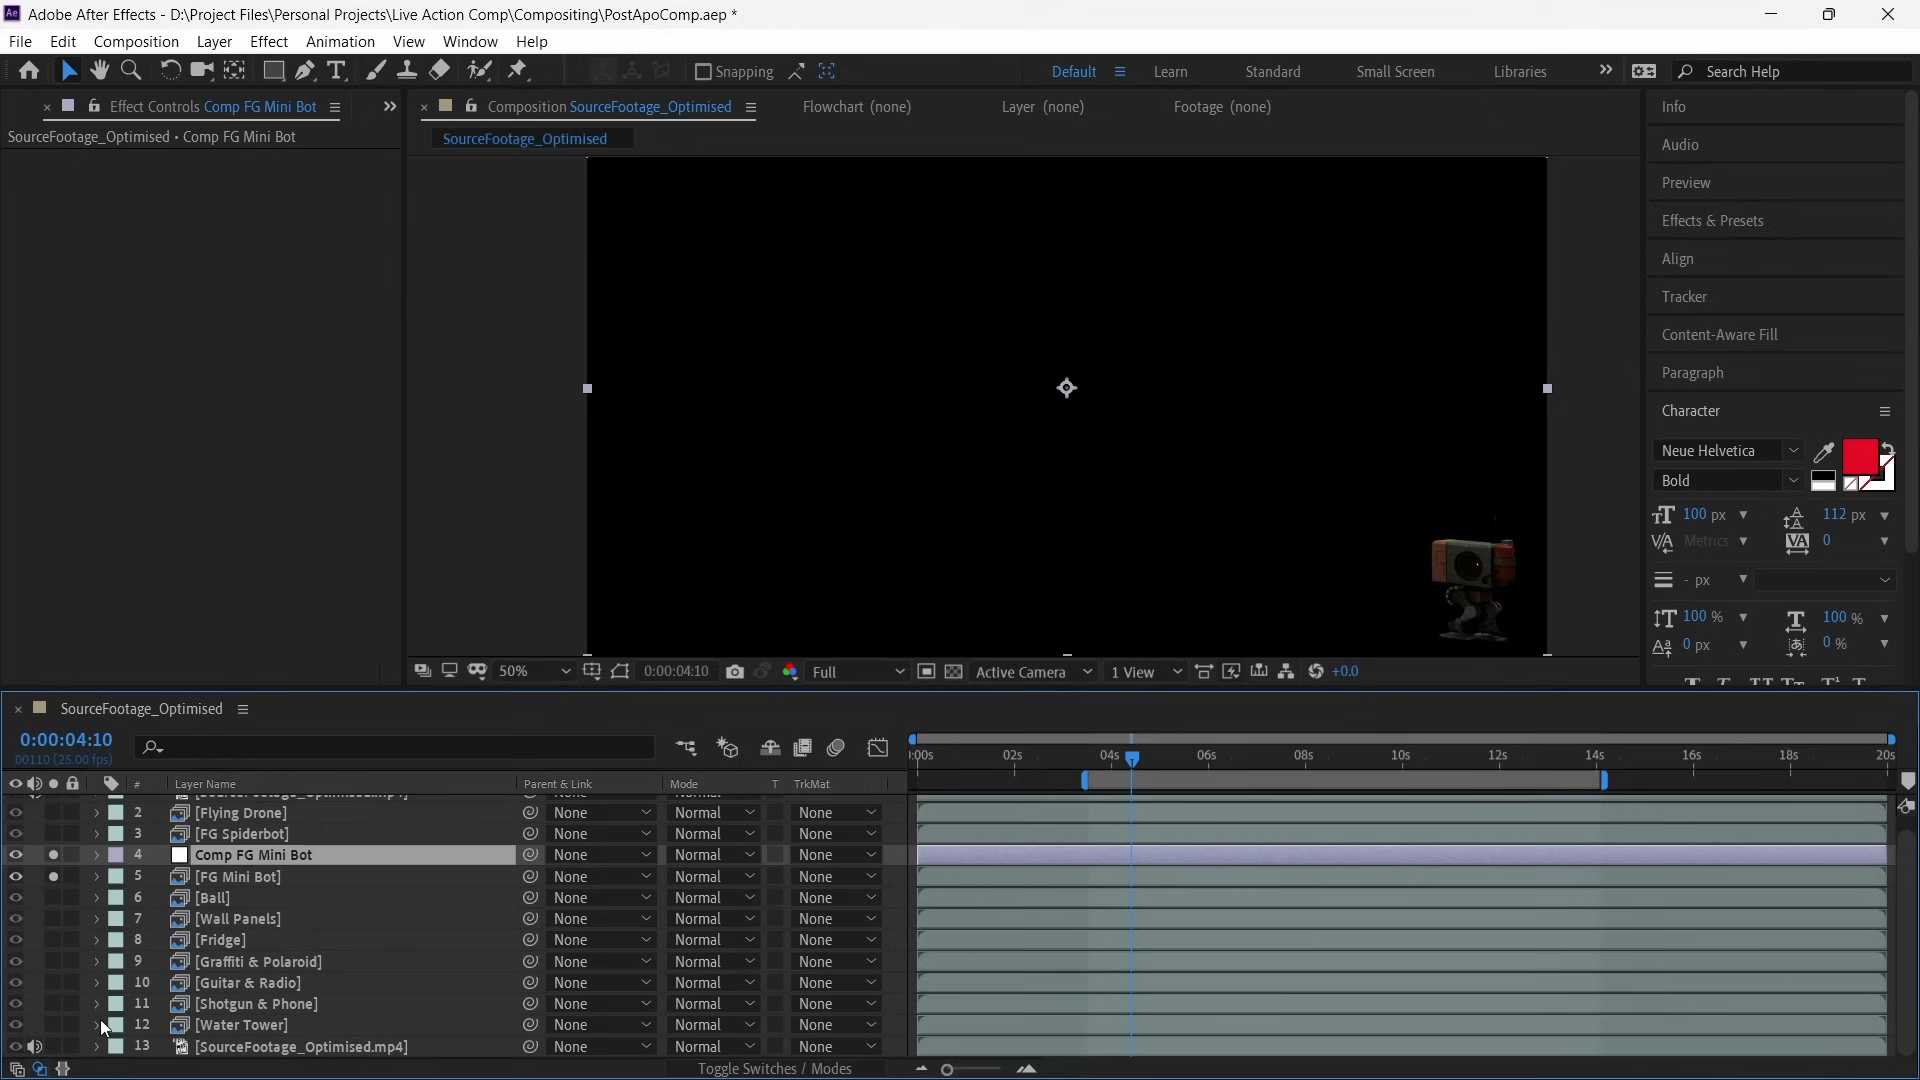 Adobe After Effects - D:\Project Files\Personal Projects\Live Action Comp\Compositing\PostApoComp.aep *
File Edit Composition Layer Effect Animation View Window Help
Snapping Default Learn Standard Small Screen Libraries Search Help
Effect Controls Comp FG Mini Bot
SourceFootage_Optimised • Comp FG Mini Bot
Composition SourceFootage_Optimised Flowchart (none) Layer (none) Footage (none)
SourceFootage_Optimised
Info
Audio
Preview
Effects & Presets
Align
Tracker
Content-Aware Fill
Paragraph
Character
Neue Helvetica
Bold
100 px 112 px
Metrics 0
- px
100 % 100 %
0 px 0 %
50% 0:00:04:10 Full Active Camera 1 View +0.0
SourceFootage_Optimised
0:00:04:10
00110 (25.00 fps)
:00s 02s 04s 06s 08s 10s 12s 14s 16s 18s 20s
# Layer Name Parent & Link Mode T TrkMat
[SourceFootage_Optimised.mp4] None Normal
2 [Flying Drone] None Normal None
3 [FG Spiderbot] None Normal None
4 Comp FG Mini Bot None Normal None
5 [FG Mini Bot] None Normal None
6 [Ball] None Normal None
7 [Wall Panels] None Normal None
8 [Fridge] None Normal None
9 [Graffiti & Polaroid] None Normal None
10 [Guitar & Radio] None Normal None
11 [Shotgun & Phone] None Normal None
12 [Water Tower] None Normal None
13 [SourceFootage_Optimised.mp4] None Normal None
Toggle Switches / Modes